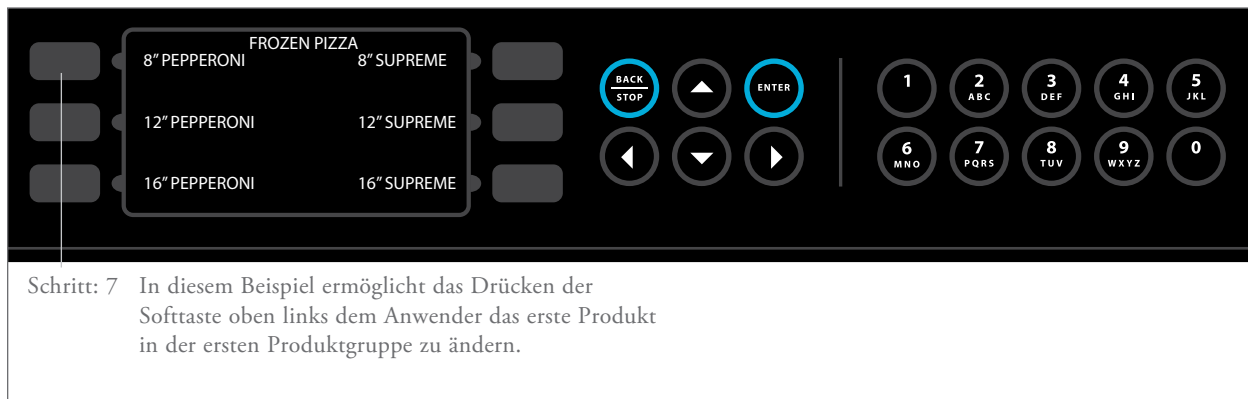 FROZEN PIZZA
8” PEPPERONI 8” SUPREME
12” PEPPERONI 12” SUPREME
16” PEPPERONI 16” SUPREME
BACK
STOP
ENTER
1 2 3 4 5
ABC DEF GHI JKL
6 7 8 9 0
MNO PQRS TUV WXYZ
Schritt: 7 In diesem Beispiel ermöglicht das Drücken der
Softtaste oben links dem Anwender das erste Produkt
in der ersten Produktgruppe zu ändern.